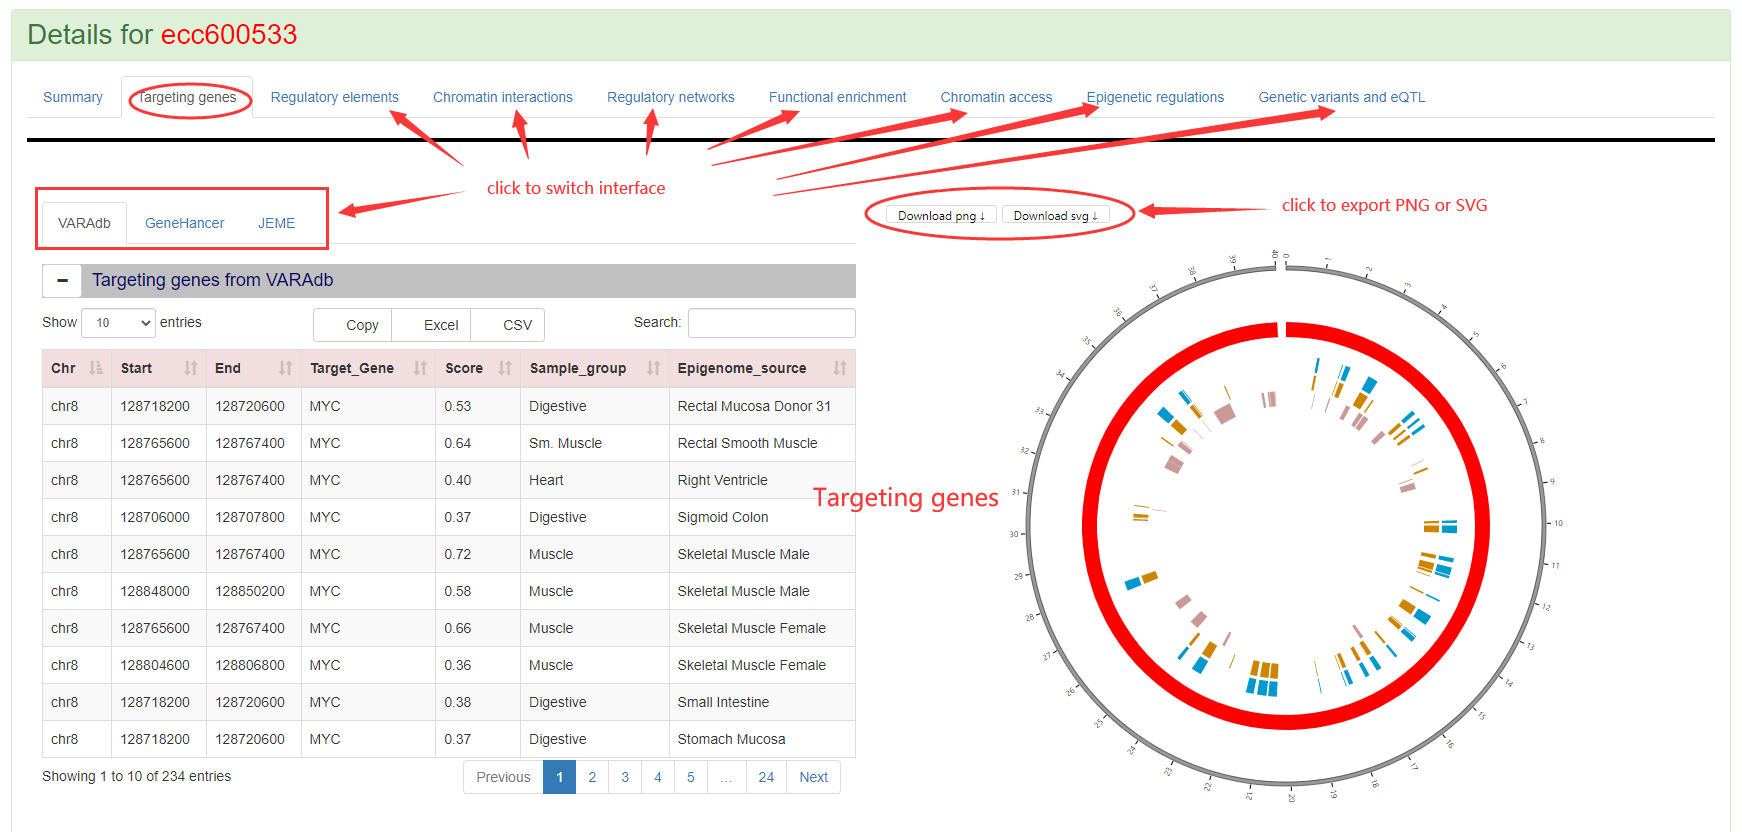 Details for ecc600533
Summary Targeting genes Regulatory elements Chromatin interactions Regulatory networks Functional enrichment Chromatin access Epigenetic regulations Genetic variants and eQTL
click to switch interface
click to export PNG or SVG
VARAdb GeneHancer JEME
Download png↓ Download svg↓
Targeting genes from VARAdb
Show 10 entries Copy Excel CSV Search:
Chr Start End Target_Gene Score Sample_group Epigenome_source
chr8 128718200 128720600 MYC 0.53 Digestive Rectal Mucosa Donor 31
chr8 128765600 128767400 MYC 0.64 Sm. Muscle Rectal Smooth Muscle
chr8 128765600 128767400 MYC 0.40 Heart Right Ventricle
chr8 128706000 128707800 MYC 0.37 Digestive Sigmoid Colon
chr8 128765600 128767400 MYC 0.72 Muscle Skeletal Muscle Male
chr8 128848000 128850200 MYC 0.58 Muscle Skeletal Muscle Male
chr8 128765600 128767400 MYC 0.66 Muscle Skeletal Muscle Female
chr8 128804600 128806800 MYC 0.36 Muscle Skeletal Muscle Female
chr8 128718200 128720600 MYC 0.38 Digestive Small Intestine
chr8 128718200 128720600 MYC 0.37 Digestive Stomach Mucosa
Showing 1 to 10 of 234 entries Previous 1 2 3 4 5 … 24 Next
Targeting genes
0
1
2
3
4
5
6
7
8
9
10
11
12
13
14
15
16
17
18
19
20
21
22
23
24
25
26
27
28
29
30
31
32
33
34
35
36
37
38
39
40